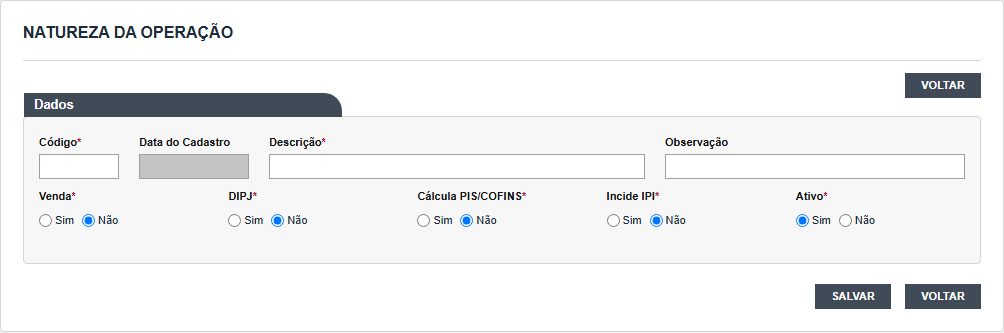 NATUREZA DA OPERAÇÃO
VOLTAR
Dados
Código* Data do Cadastro Descrição* Observação
Venda* DIPJ* Cálcula PIS/COFINS* Incide IPI* Ativo*
Sim Não Sim Não Sim Não Sim Não Sim Não
SALVAR VOLTAR